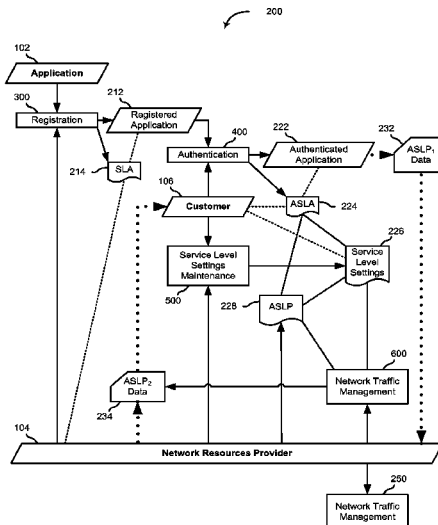 200
102
Application
300
Registration
212
Registered
Application
214
SLA
400
Authentication
222
Authenticated
Application
232
ASLP1
Data
106
Customer
ASLA
224
226
Service
Level
Settings
Service Level
Settings
Maintenance
500
228
ASLP
600
Network Traffic
Management
ASLP2
Data
234
104
Network Resources Provider
250
Network Traffic
Management